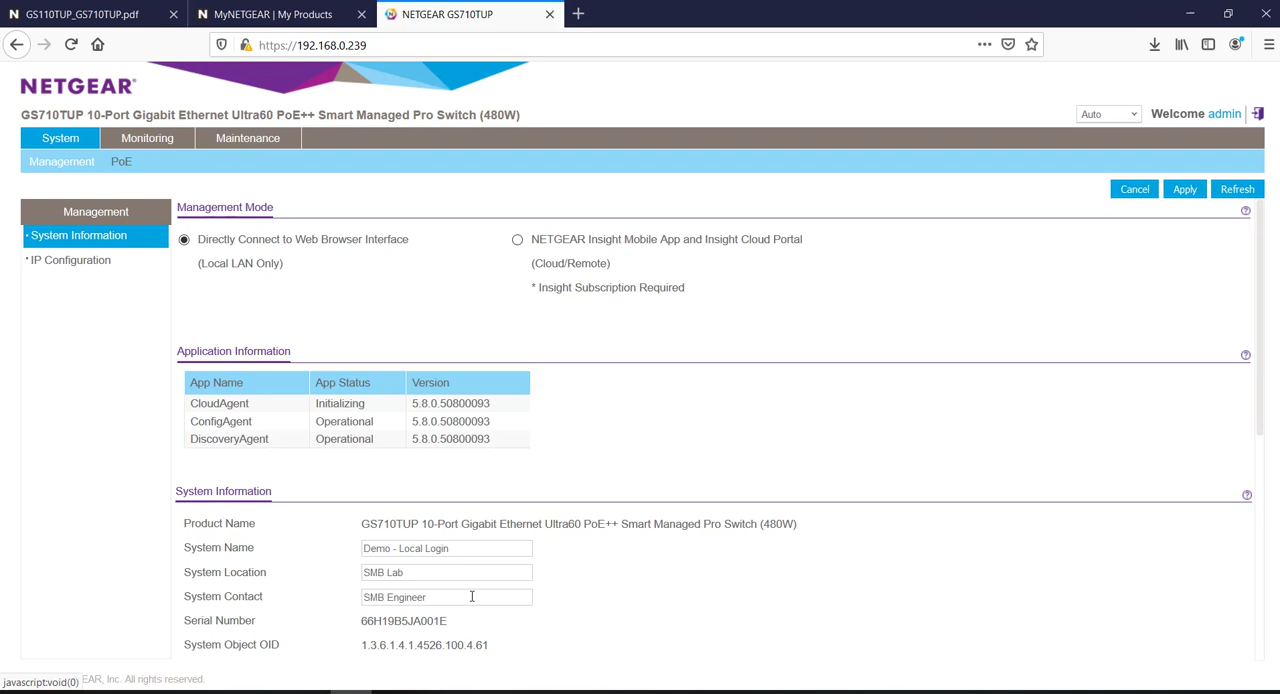 GS110TUP_GS710TUP.pdf
MyNETGEAR | My Products
NETGEAR GS710TUP
https://192.168.0.239
NETGEAR®
GS710TUP 10-Port Gigabit Ethernet Ultra60 PoE++ Smart Managed Pro Switch (480W)
Auto
Welcome admin
System
Monitoring
Maintenance
Management
PoE
Cancel
Apply
Refresh
Management
System Information
IP Configuration
Management Mode
Directly Connect to Web Browser Interface
(Local LAN Only)
NETGEAR Insight Mobile App and Insight Cloud Portal
(Cloud/Remote)
* Insight Subscription Required
Application Information
App Name App Status Version
CloudAgent Initializing 5.8.0.50800093
ConfigAgent Operational 5.8.0.50800093
DiscoveryAgent Operational 5.8.0.50800093
System Information
Product Name GS710TUP 10-Port Gigabit Ethernet Ultra60 PoE++ Smart Managed Pro Switch (480W)
System Name Demo - Local Login
System Location SMB Lab
System Contact SMB Engineer
Serial Number 66H19B5JA001E
System Object OID 1.3.6.1.4.1.4526.100.4.61
javascript:void(0) EAR, Inc. All rights reserved.